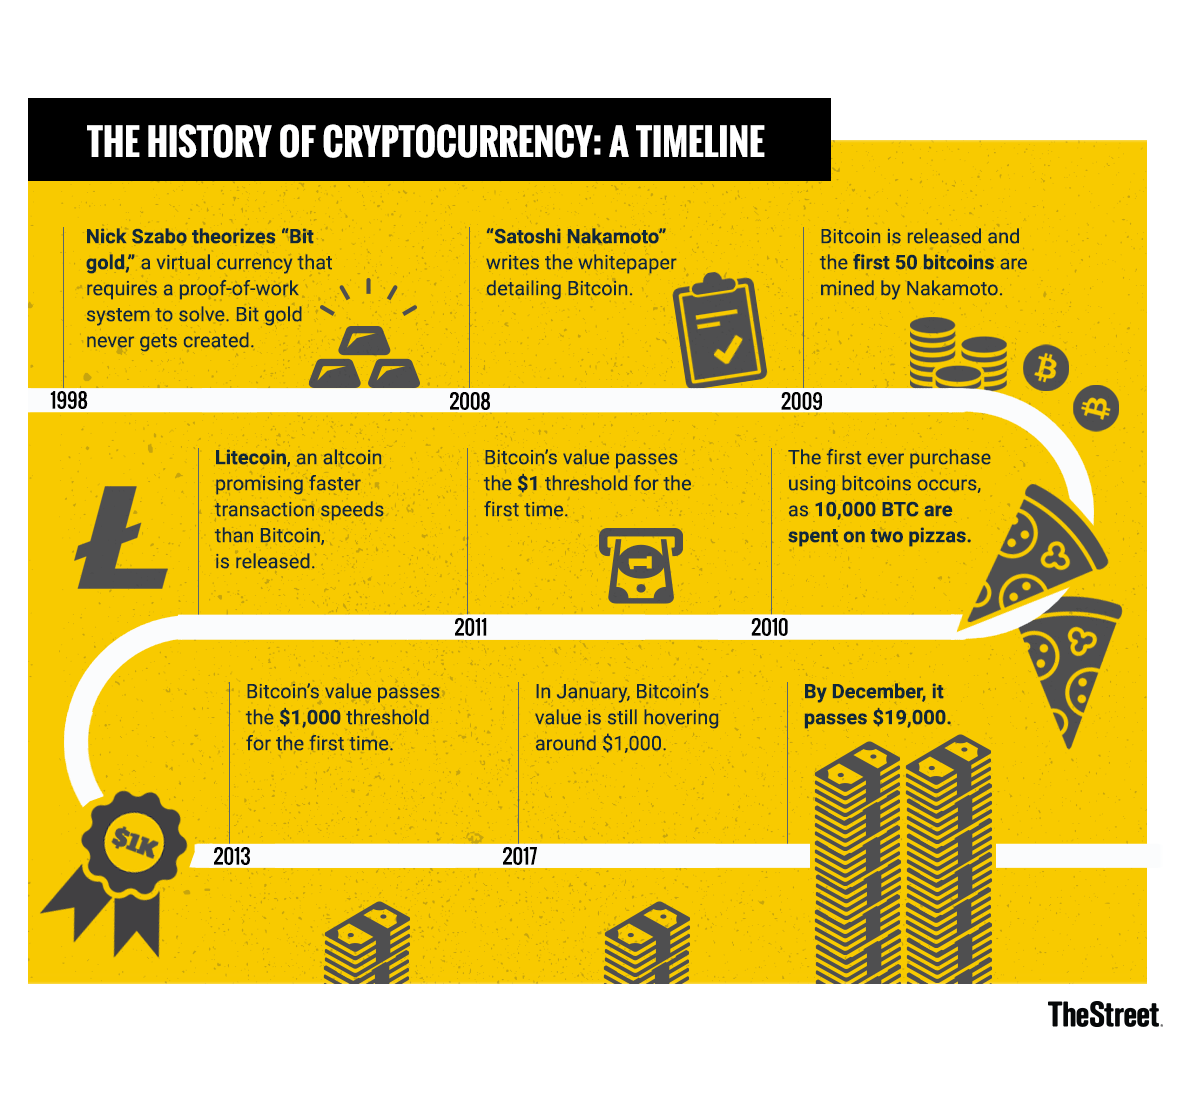 THE HISTORY OF CRYPTOCURRENCY: A TIMELINE
Nick Szabo theorizes “Bit
gold,” a virtual currency that
requires a proof-of-work
system to solve. Bit gold
never gets created.
1998
“Satoshi Nakamoto”
writes the whitepaper
detailing Bitcoin.
2008
Bitcoin is released and
the first 50 bitcoins are
mined by Nakamoto.
2009
The first ever purchase
using bitcoins occurs,
as 10,000 BTC are
spent on two pizzas.
2010
Bitcoin’s value passes
the $1 threshold for the
first time.
1
2011
Litecoin, an altcoin
promising faster
transaction speeds
than Bitcoin,
is released.
$1K
Bitcoin’s value passes
the $1,000 threshold
for the first time.
2013
In January, Bitcoin’s
value is still hovering
around $1,000.
2017
By December, it
passes $19,000.
TheStreet.